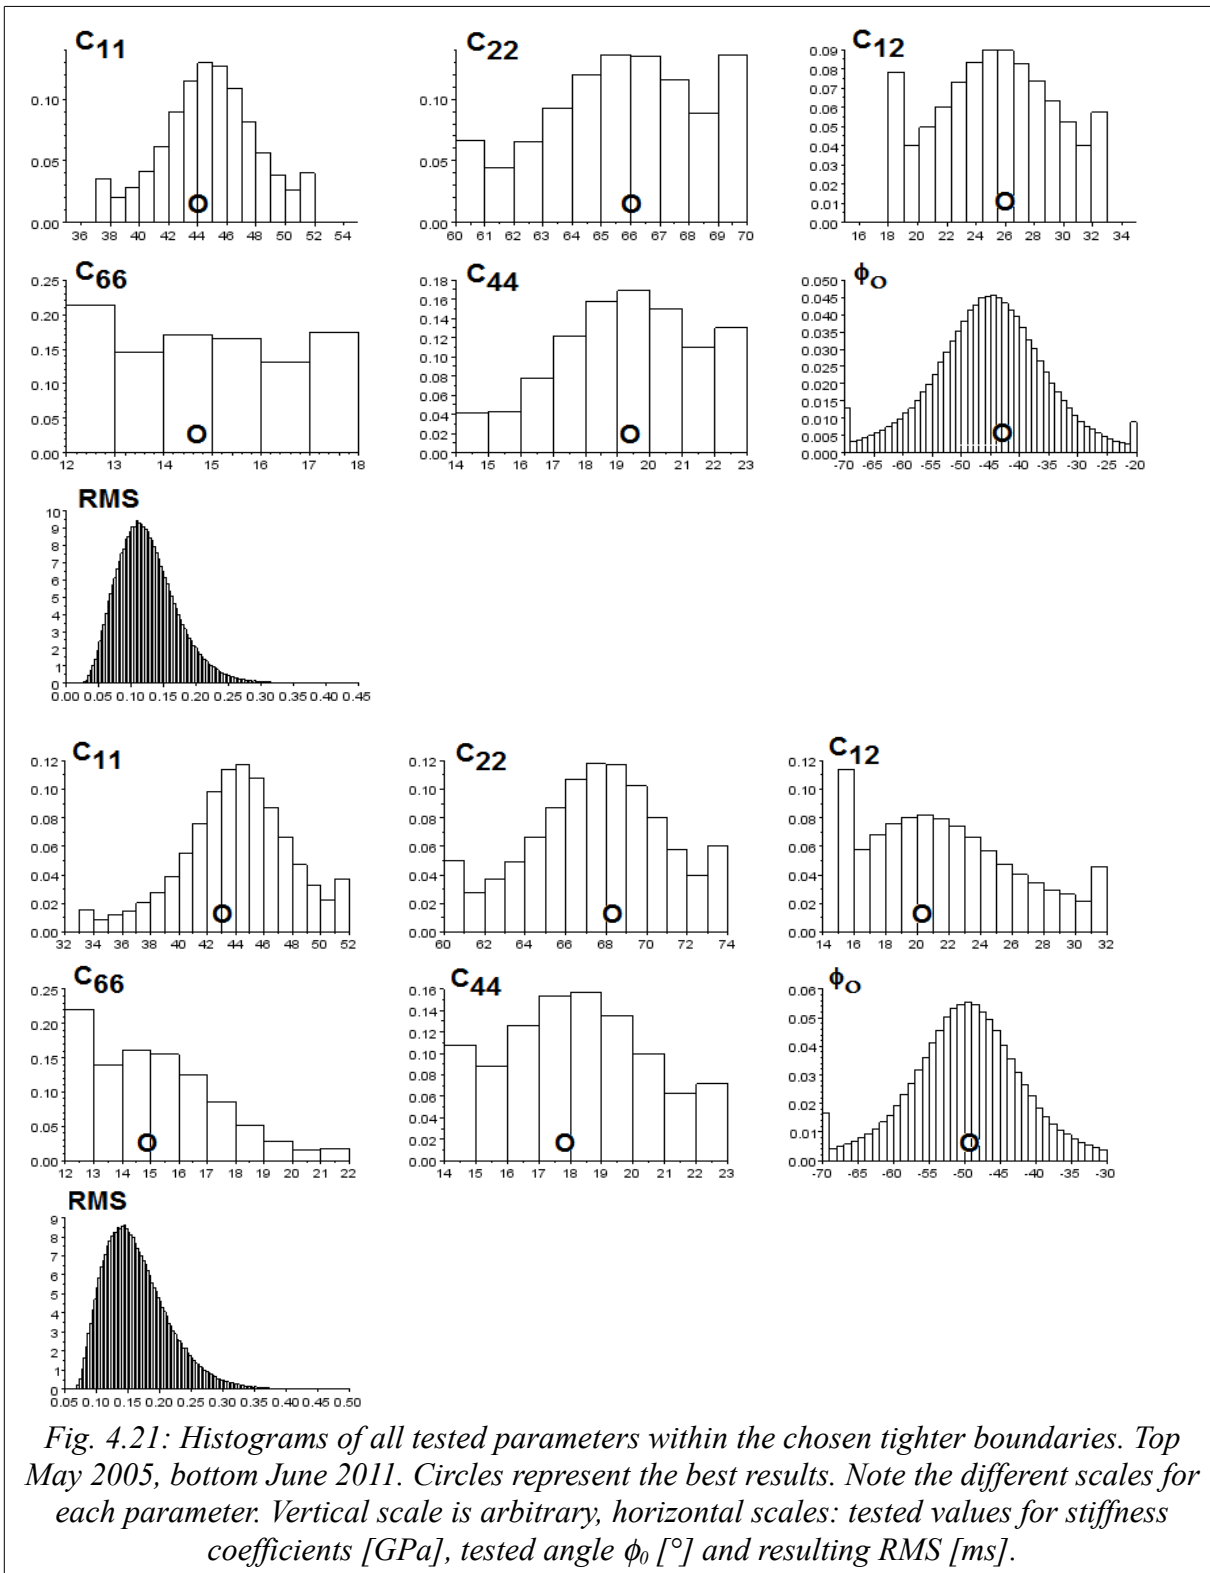 C11 C22 C12
0.10 0.10 0.09
0.08
0.07
0.06
0.05 0.05 0.05
0.04
0.03
0.02
0.01
0.00 0.00 0.00
36 38 40 42 44 46 48 50 52 54 60 61 62 63 64 65 66 67 68 69 70 16 18 20 22 24 26 28 30 32 34
C66 C44 ϕO
0.25 0.18 0.050
0.16 0.045
0.20 0.14 0.040
0.12 0.035
0.15 0.10 0.030
0.08 0.025
0.10 0.06 0.020
0.04 0.015
0.05 0.02 0.010
0.005
0.00 0.00 0.000
12 13 14 15 16 17 18 14 15 16 17 18 19 20 21 22 23 -70 -65 -60 -55 -50 -45 -40 -35 -30 -25 -20
RMS
10
9
8
7
6
5
4
3
2
1
0
0.00 0.05 0.10 0.15 0.20 0.25 0.30 0.35 0.40 0.45
C11 C22 C12
0.12 0.12 0.12
0.10 0.10 0.10
0.08 0.08 0.08
0.06 0.06 0.06
0.04 0.04 0.04
0.02 0.02 0.02
0.00 0.00 0.00
32 34 36 38 40 42 44 46 48 50 52 60 62 64 66 68 70 72 74 14 16 18 20 22 24 26 28 30 32
C66 C44 ϕO
0.25 0.16 0.06
0.14 0.05
0.20 0.12
0.15 0.10 0.04
0.08 0.03
0.10 0.06 0.02
0.05 0.04 0.01
0.02
0.00 0.00 0.00
12 13 14 15 16 17 18 19 20 21 22 14 15 16 17 18 19 20 21 22 23 -70 -65 -60 -55 -50 -45 -40 -35 -30
RMS
9
8
7
6
5
4
3
2
1
0
0.05 0.10 0.15 0.20 0.25 0.30 0.35 0.40 0.45 0.50
Fig. 4.21: Histograms of all tested parameters within the chosen tighter boundaries. Top
May 2005, bottom June 2011. Circles represent the best results. Note the different scales for
each parameter. Vertical scale is arbitrary, horizontal scales: tested values for stiffness
coefficients [GPa], tested angle ϕ0 [°] and resulting RMS [ms].